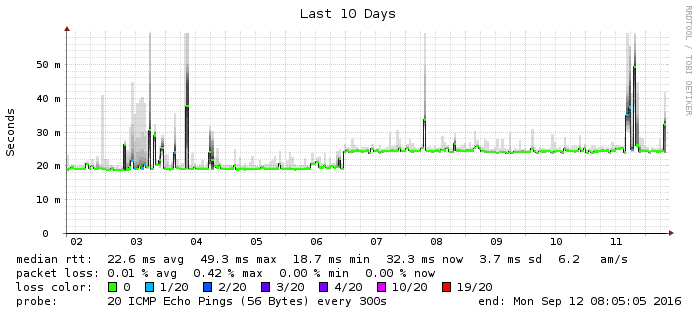 Last 10 Days
RRDTOOL / TOBI OETIKER
Seconds
50 m
40 m
30 m
20 m
10 m
0
02 03 04 05 06 07 08 09 10 11
median rtt: 22.6 ms avg 49.3 ms max 18.7 ms min 32.3 ms now 3.7 ms sd 6.2 am/s
packet loss: 0.01 % avg 0.42 % max 0.00 % min 0.00 % now
loss color: 0 1/20 2/20 3/20 4/20 10/20 19/20
probe: 20 ICMP Echo Pings (56 Bytes) every 300s end: Mon Sep 12 08:05:05 2016